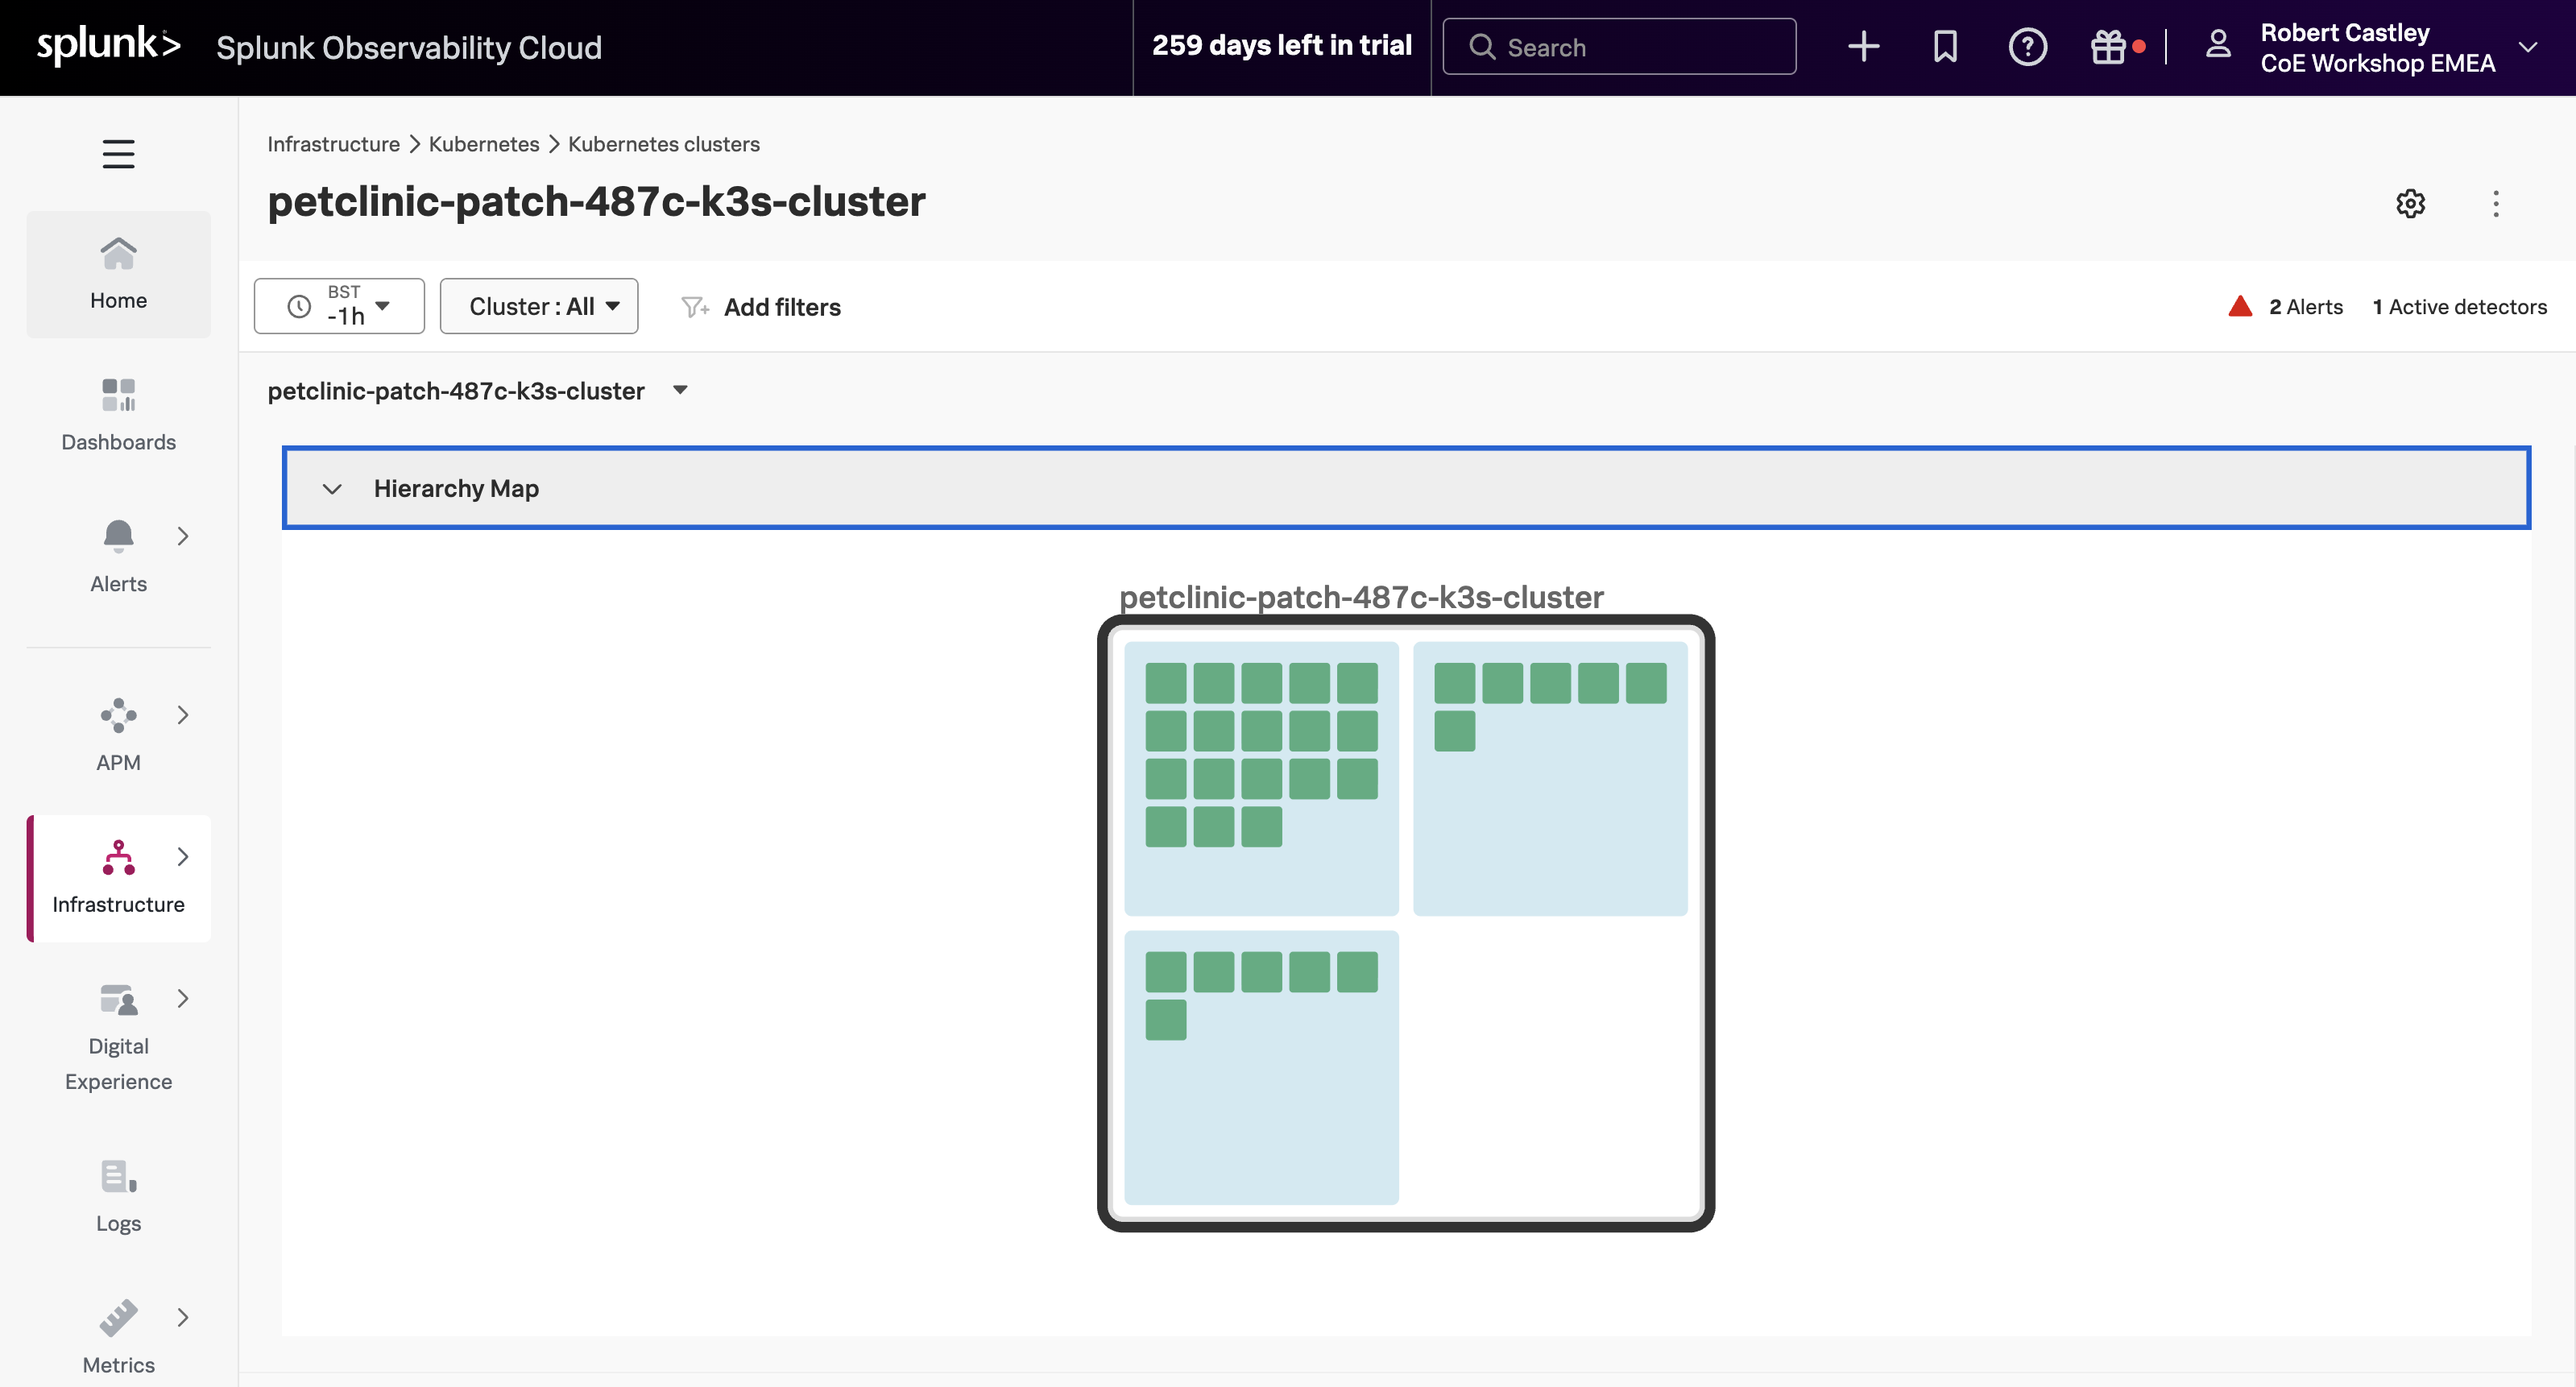 splunk> Splunk Observability Cloud
259 days left in trial
Search
Robert Castley
CoE Workshop EMEA
Home
Dashboards
Alerts
APM
Infrastructure
Digital
Experience
Logs
Metrics
Infrastructure > Kubernetes > Kubernetes clusters
petclinic-patch-487c-k3s-cluster
BST
-1h
Cluster : All
Add filters
2 Alerts
1 Active detectors
petclinic-patch-487c-k3s-cluster
Hierarchy Map
petclinic-patch-487c-k3s-cluster